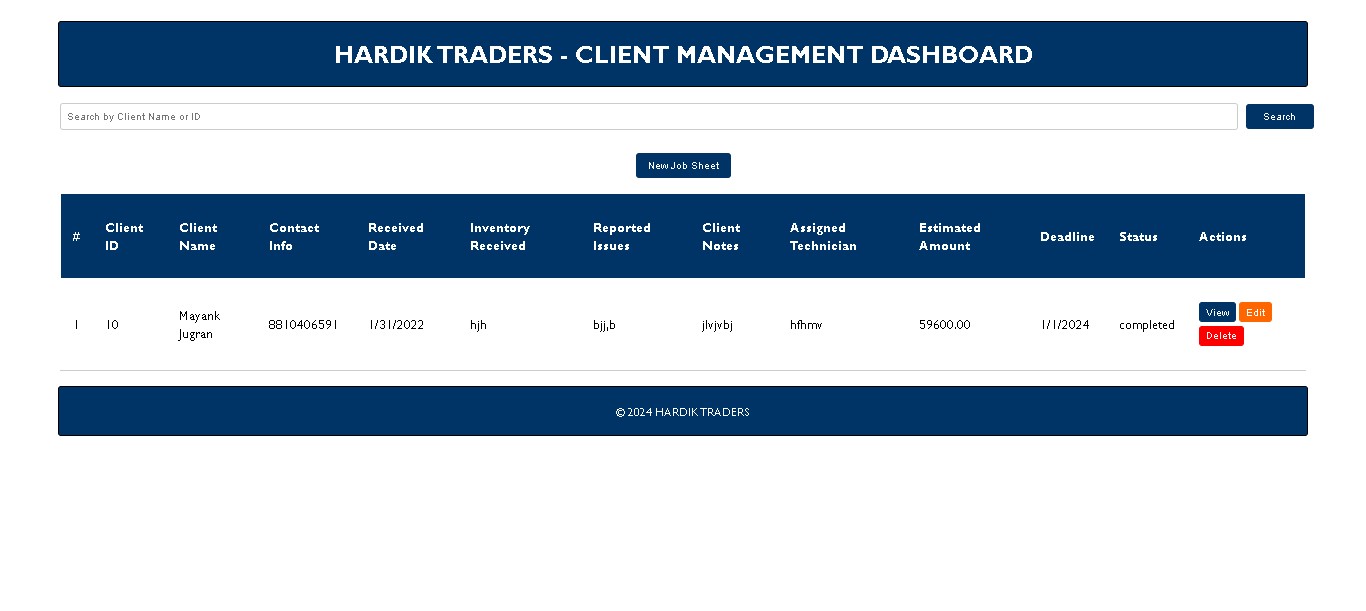 HARDIK TRADERS - CLIENT MANAGEMENT DASHBOARD
Search by Client Name or ID
Search
New Job Sheet
#
Client
ID
Client
Name
Contact
Info
Received
Date
Inventory
Received
Reported
Issues
Client
Notes
Assigned
Technician
Estimated
Amount
Deadline
Status
Actions
1
10
Mayank
Jugran
8810406591
1/31/2022
hjh
bjj,b
jlvjvbj
hfhmv
59600.00
1/1/2024
completed
View
Edit
Delete
© 2024 HARDIK TRADERS